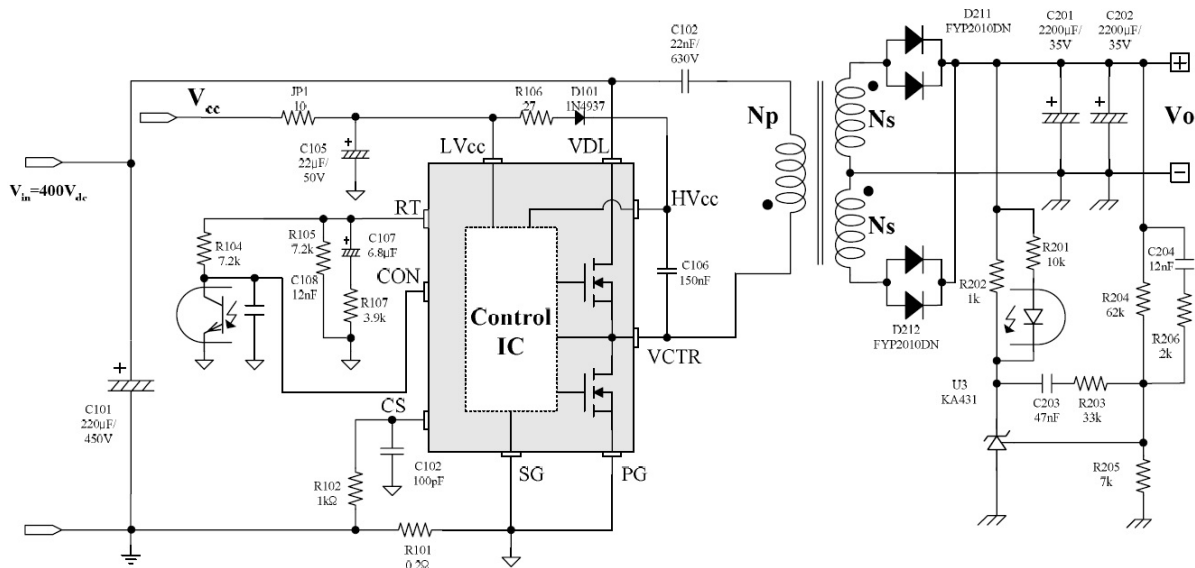 D211
FYP2010DN
C201
2200µF/
35V
C202
2200µF/
35V
C102
22nF/
630V
Vcc
JP1
10
R106
27
D101
1N4937
C105
22µF/
50V
LVcc
VDL
Np
Ns
Vo
Vin=400Vdc
HVcc
RT
R104
7.2k
R105
7.2k
C107
6.8µF
C108
12nF
R107
3.9k
CON
C106
150nF
Ns
R201
10k
R202
1k
C204
12nF
R204
62k
R206
.2k
Control
IC
VCTR
D212
FYP2010DN
U3
KA431
C203
47nF
R203
33k
C101
220µF/
450V
CS
C102
100pF
SG
PG
R102
1kΩ
R205
7k
R101
0.2Ω